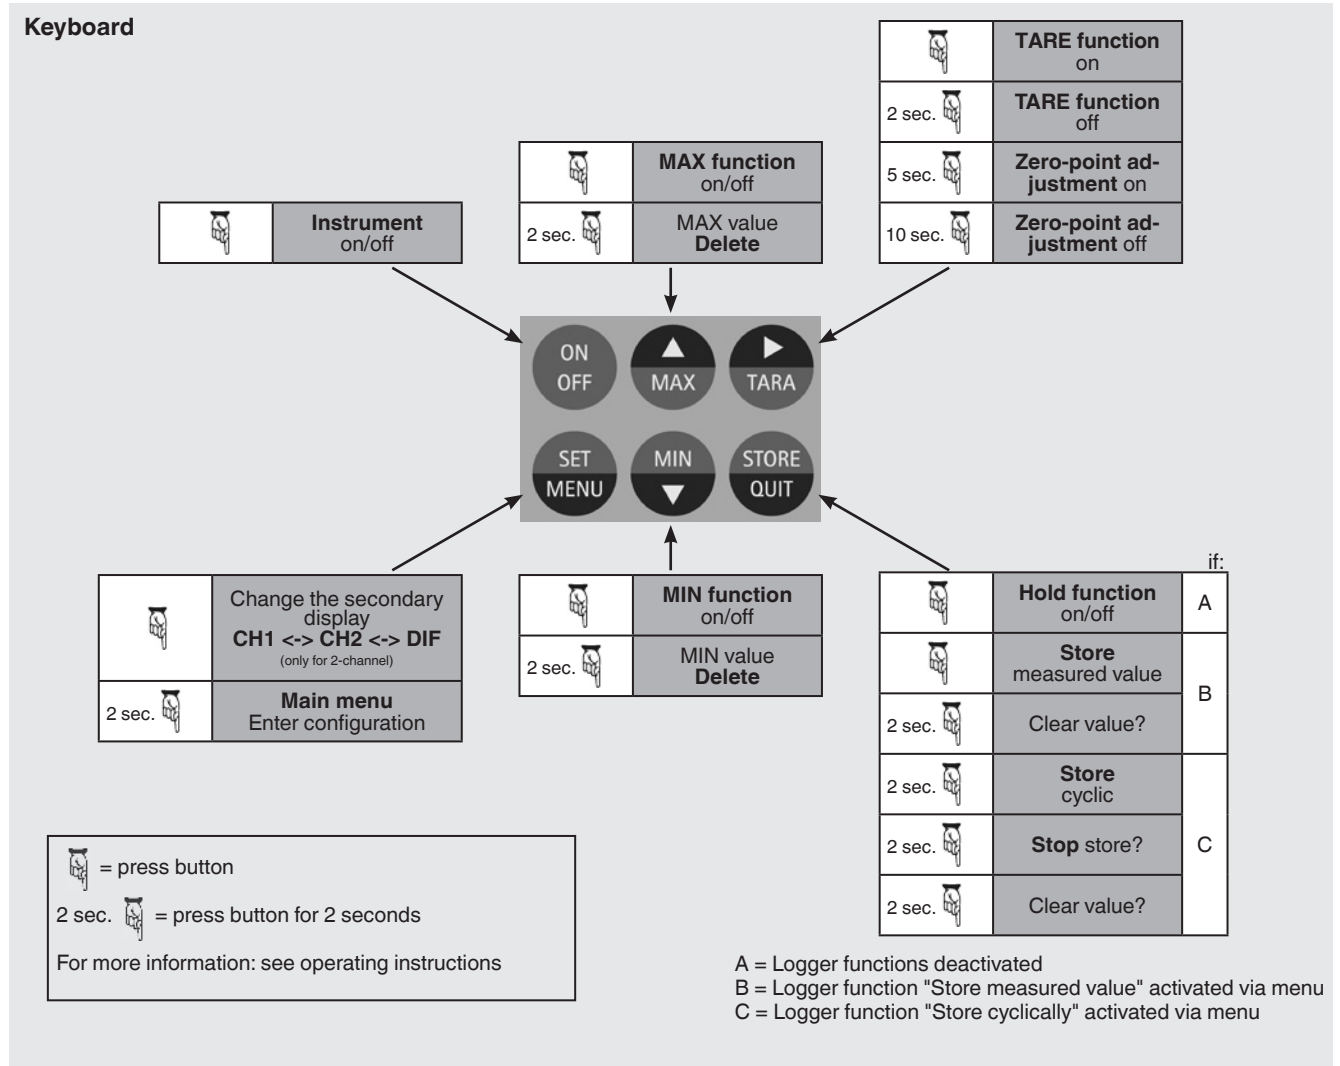 Keyboard
TARE function
on
2 sec.
TARE function
off
5 sec.
Zero-point ad-
justment on
10 sec.
Zero-point ad-
justment off
MAX function
on/off
2 sec.
MAX value
Delete
Instrument
on/off
ON
OFF
MAX
TARA
SET
MENU
MIN
STORE
QUIT
Change the secondary
display
CH1 <-> CH2 <-> DIF
(only for 2-channel)
2 sec.
Main menu
Enter configuration
MIN function
on/off
2 sec.
MIN value
Delete
if:
Hold function
on/off
A
Store
measured value
B
2 sec.
Clear value?
2 sec.
Store
cyclic
2 sec.
Stop store?
C
2 sec.
Clear value?
= press button
2 sec. = press button for 2 seconds
For more information: see operating instructions
A = Logger functions deactivated
B = Logger function "Store measured value" activated via menu
C = Logger function "Store cyclically" activated via menu